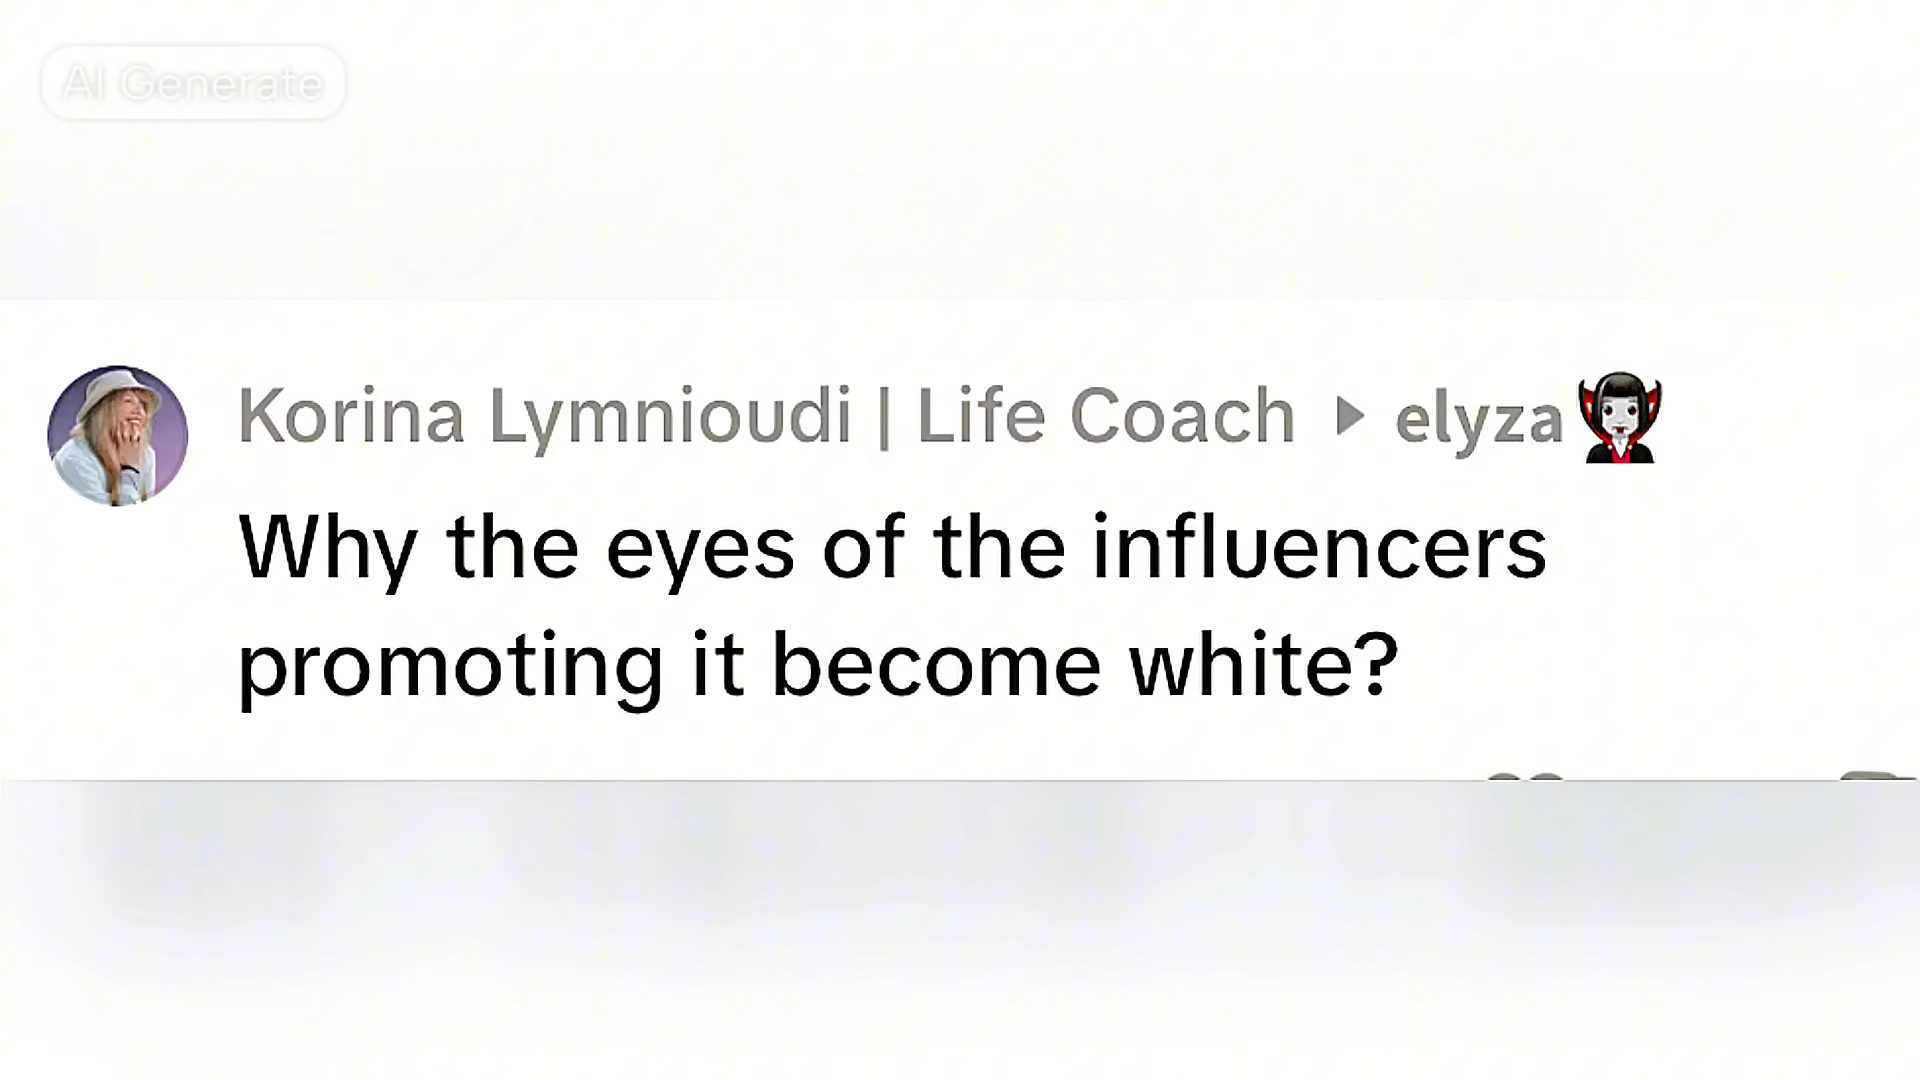 AI Generate
Korina Lymnioudi | Life Coach ▸ elyza🧛‍♀️
Why the eyes of the influencers
promoting it become white?